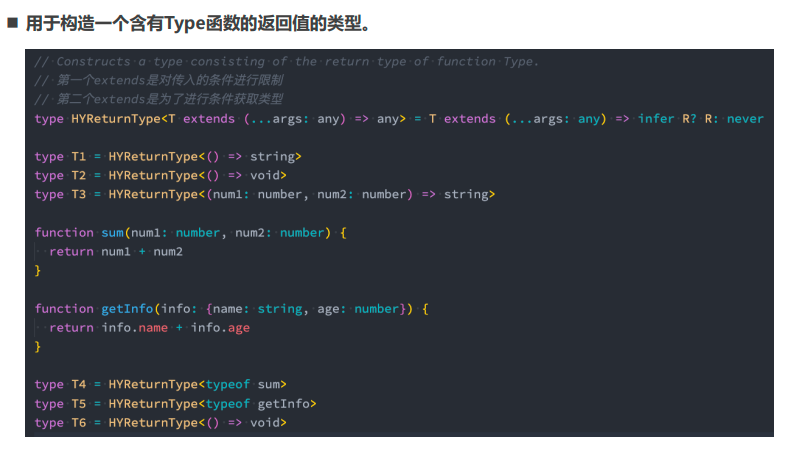 用于构造一个含有Type函数的返回值的类型。
// Constructs a type consisting of the return type of function Type.
// 第一个extends是对传入的条件进行限制
// 第二个extends是为了进行条件获取类型
type HYReturnType<T extends (...args: any) => any> = T extends (...args: any) => infer R? R: never
type T1 = HYReturnType<() => string>
type T2 = HYReturnType<() => void>
type T3 = HYReturnType<(num1: number, num2: number) => string>
function sum(num1: number, num2: number) {
  return num1 + num2
}
function getInfo(info: {name: string, age: number}) {
  return info.name + info.age
}
type T4 = HYReturnType<typeof sum>
type T5 = HYReturnType<typeof getInfo>
type T6 = HYReturnType<() => void>